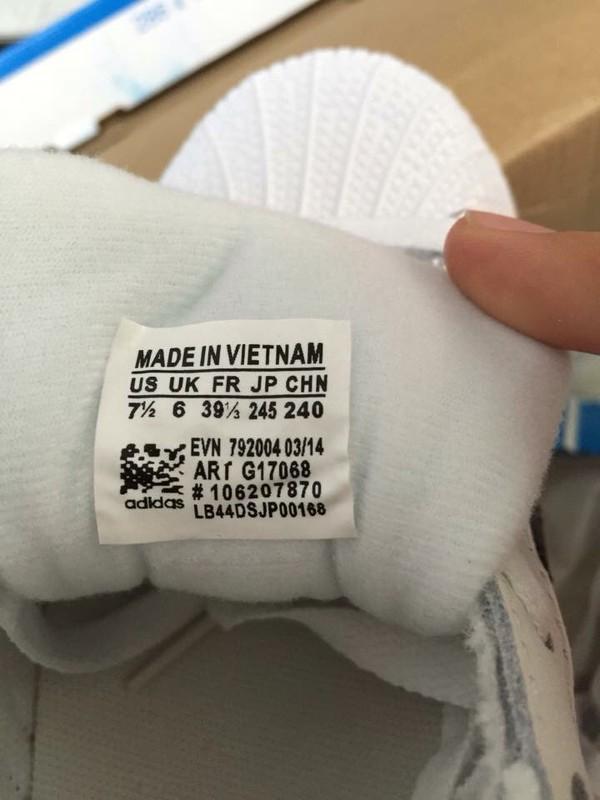 MADE IN VIETNAM
US UK FR JP CHN
7½ 6 39⅓ 245 240
EVN 792004 03/14
ART G17068
# 106207870
adidas
LB44DSJP00168